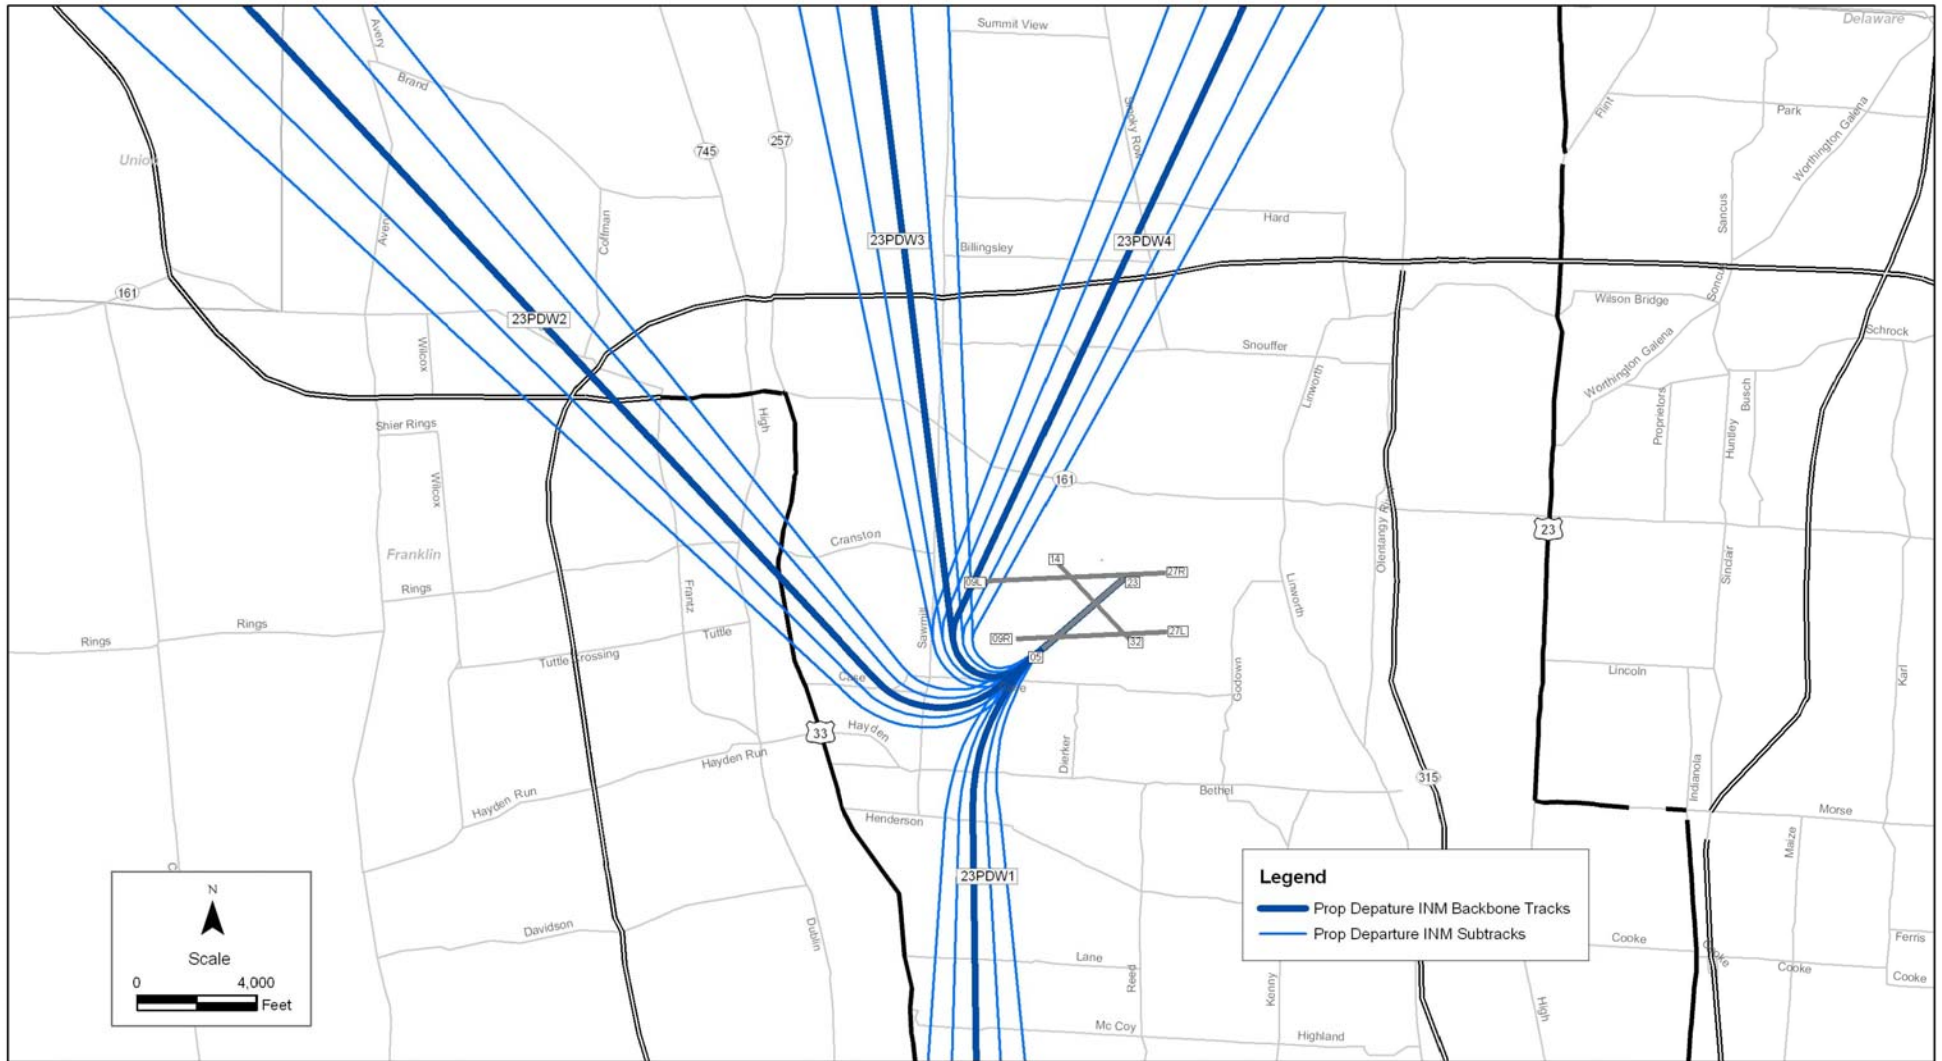 Summit View
Delaware
Avery
Brand
Flint
Park
Worthington Galena
Smoky Row
745
257
Union
Avery
Coffman
Sancus
Hard
23PDW3
23PDW4
Billingsley
161
23PDW2
Sancus
Wilson Bridge
Schrock
Wilcox
Snouffer
Worthington Galena
Linworth
Proprietors
Busch
Shier Rings
High
Huntley
Wilcox
161
23
Cranston
Franklin
14
27R
09L
23
Rings
Frantz
Linworth
Sinclair
Sawmill
Rings
Rings
Tuttle
09R
27L
32
05
Tuttle Crossing
Case
Godown
Lincoln
Karl
33
Hayden
Hayden Run
Dierker
Indianola
315
Hayden Run
Bethel
Henderson
Morse
Maize
C
23PDW1
Legend
Prop Depature INM Backbone Tracks
Prop Departure INM Subtracks
N
Scale
0 4,000
Feet
Davidson
Dublin
Lane
Reed
Kenny
Cooke
Cooke
Cooke
Ferris
Cooke
High
Mc Coy
Highland